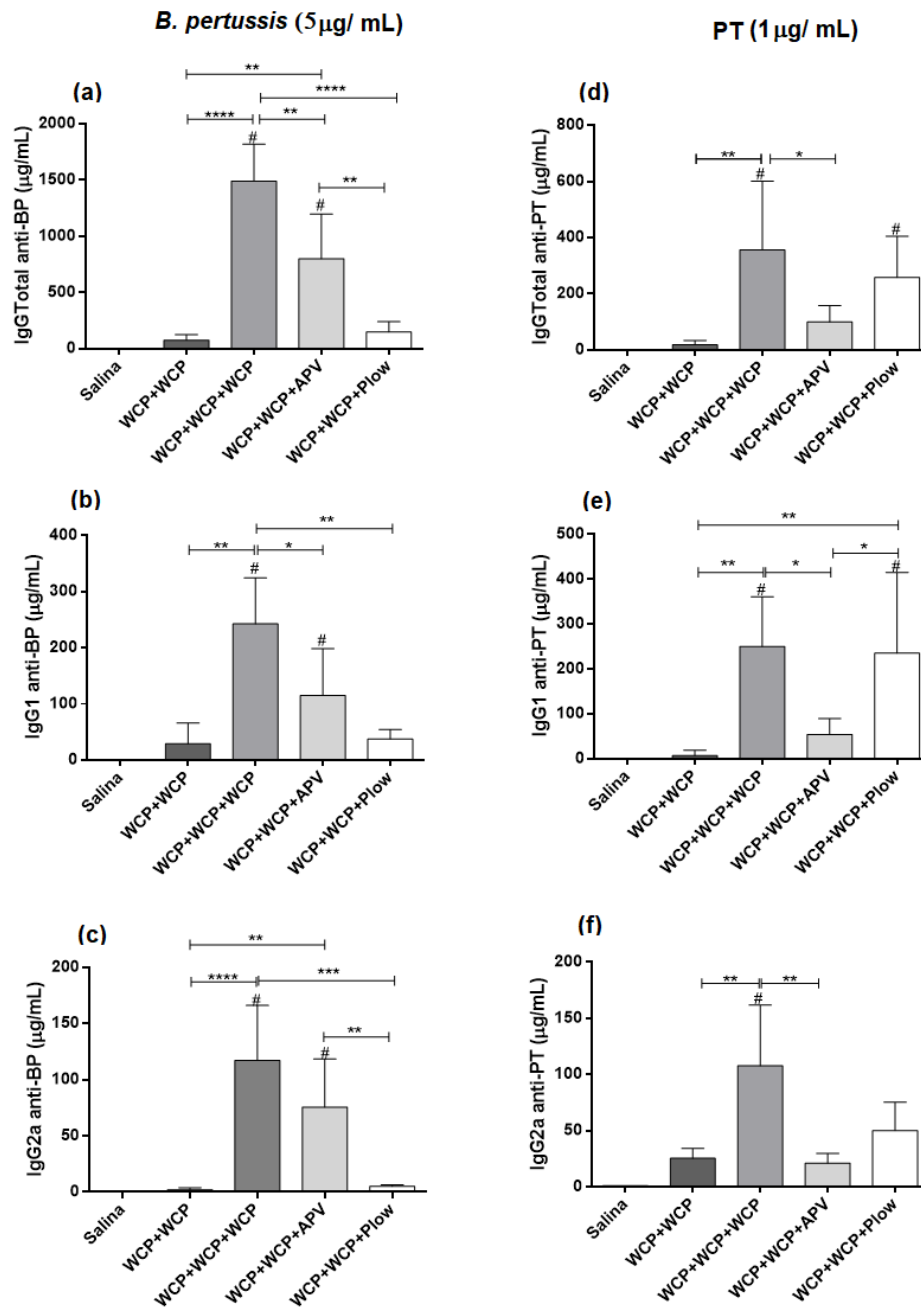 B. pertussis (5µg/ mL)
PT (1µg/ mL)
(a)
**
****
****
**
**
#
#
IgGTotal anti-BP (µg/mL)
2000
1500
1000
500
0
Salina
WCP+WCP
WCP+WCP+WCP
WCP+WCP+APV
WCP+WCP+Plow
(d)
**
*
#
#
IgGTotal anti-PT (µg/mL)
800
600
400
200
0
Salina
WCP+WCP
WCP+WCP+WCP
WCP+WCP+APV
WCP+WCP+Plow
(b)
**
**
*
#
#
IgG1 anti-BP (µg/mL)
400
300
200
100
0
Salina
WCP+WCP
WCP+WCP+WCP
WCP+WCP+APV
WCP+WCP+Plow
(e)
**
*
**
*
#
#
IgG1 anti-PT (µg/mL)
500
400
300
200
100
0
Salina
WCP+WCP
WCP+WCP+WCP
WCP+WCP+APV
WCP+WCP+Plow
(c)
**
****
***
**
#
#
IgG2a anti-BP (µg/mL)
200
150
100
50
0
Salina
WCP+WCP
WCP+WCP+WCP
WCP+WCP+APV
WCP+WCP+Plow
(f)
**
**
#
IgG2a anti-PT (µg/mL)
200
150
100
50
0
Salina
WCP+WCP
WCP+WCP+WCP
WCP+WCP+APV
WCP+WCP+Plow